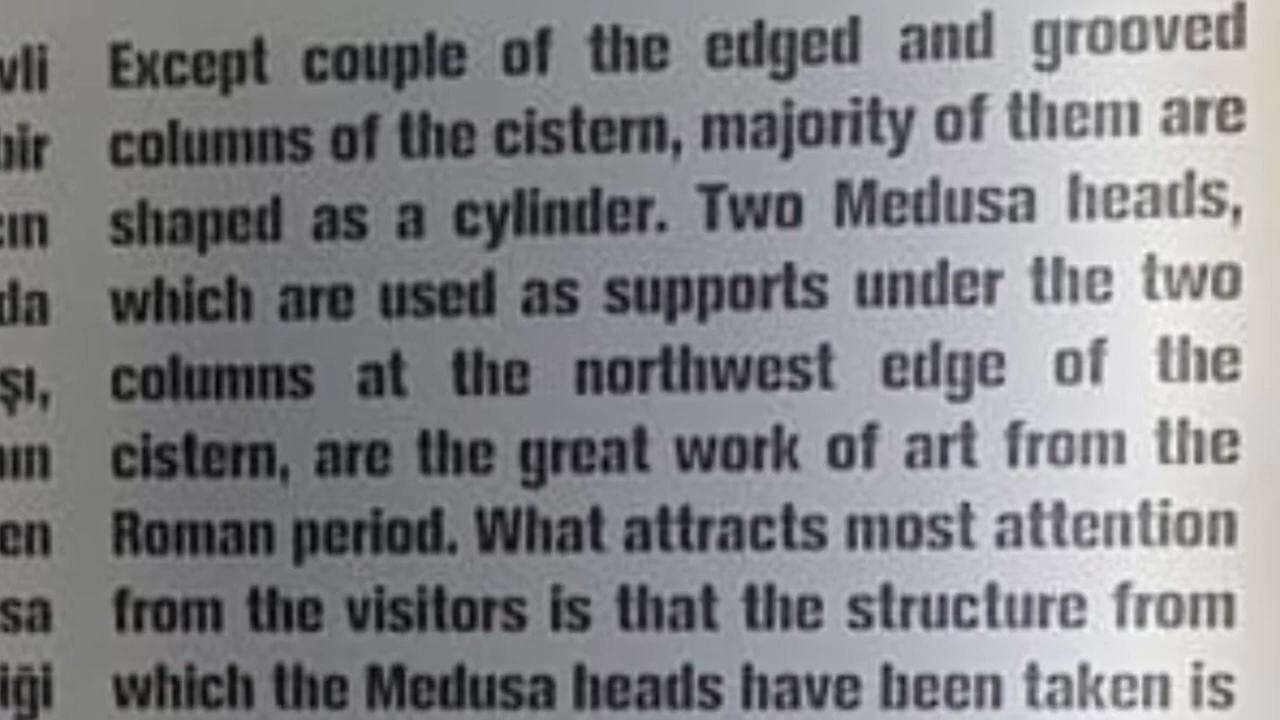 Except couple of the edged and grooved
columns of the cistern, majority of them are
shaped as a cylinder. Two Medusa heads,
which are used as supports under the two
columns at the northwest edge of the
cistern, are the great work of art from the
Roman period. What attracts most attention
from the visitors is that the structure from
which the Medusa heads have been taken is